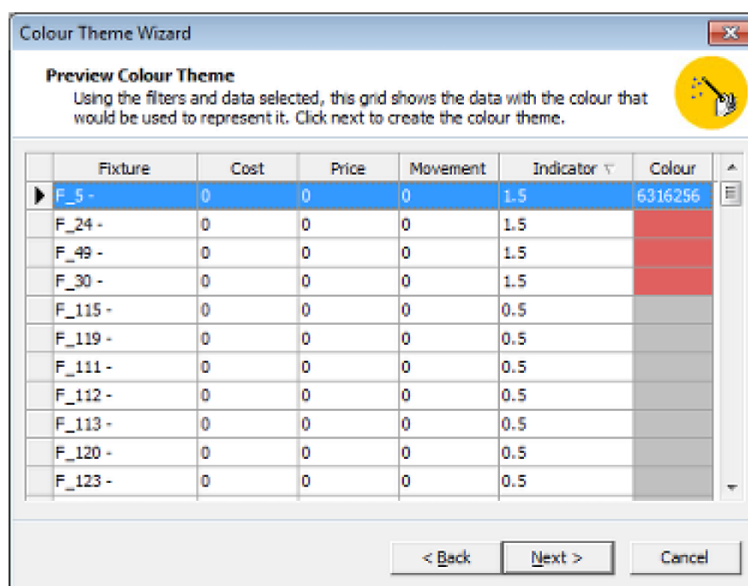 Colour Theme Wizard
Preview Colour Theme
Using the filters and data selected, this grid shows the data with the colour that
would be used to represent it. Click next to create the colour theme.
Fixture Cost Price Movement Indicator Colour
F_5 - 0 0 0 1.5 6316256
F_24 - 0 0 0 1.5
F_49 - 0 0 0 1.5
F_30 - 0 0 0 1.5
F_115 - 0 0 0 0.5
F_119 - 0 0 0 0.5
F_111 - 0 0 0 0.5
F_112 - 0 0 0 0.5
F_113 - 0 0 0 0.5
F_120 - 0 0 0 0.5
F_123 - 0 0 0 0.5
< Back Next > Cancel